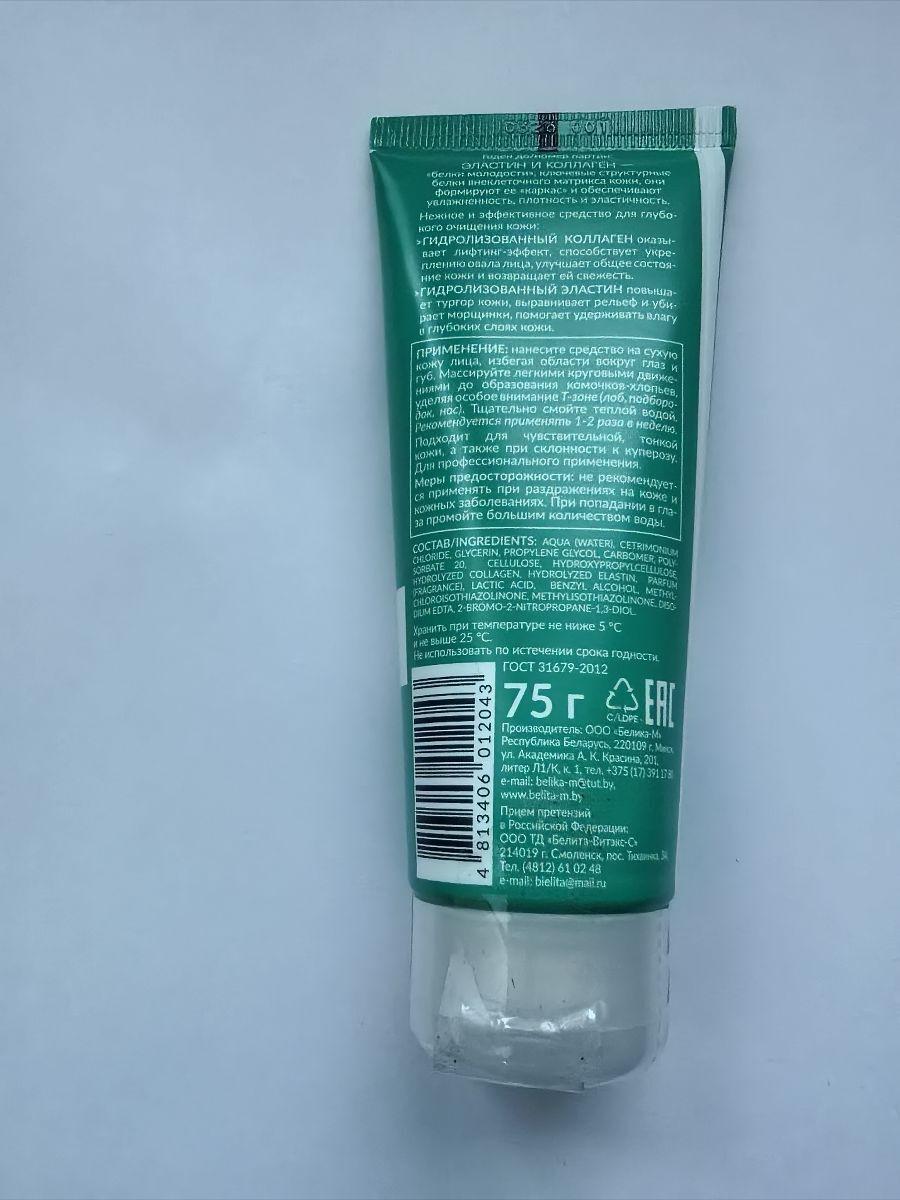 0326 001
Годен до/номер партии:
ЭЛАСТИН И КОЛЛАГЕН —
«белки молодости», ключевые структурные
белки внеклеточного матрикса кожи, они
формируют ее «каркас» и обеспечивают
увлажненность, плотность и эластичность.
Нежное и эффективное средство для глубо-
кого очищения кожи:
>ГИДРОЛИЗОВАННЫЙ КОЛЛАГЕН оказы-
вает лифтинг-эффект, способствует укре-
плению овала лица, улучшает общее состоя-
ние кожи и возвращает ей свежесть.
>ГИДРОЛИЗОВАННЫЙ ЭЛАСТИН повыша-
ет тургор кожи, выравнивает рельеф и уби-
рает морщинки, помогает удерживать влагу
в глубоких слоях кожи.
ПРИМЕНЕНИЕ: нанесите средство на сухую
кожу лица, избегая области вокруг глаз и
губ. Массируйте легкими круговыми движе-
ниями до образования комочков-хлопьев,
уделяя особое внимание Т-зоне (лоб, подборо-
док, нос). Тщательно смойте теплой водой.
Рекомендуется применять 1-2 раза в неделю.
Подходит для чувствительной, тонкой
кожи, а также при склонности к куперозу.
Для профессионального применения.
Меры предосторожности: не рекомендует-
ся применять при раздражениях на коже и
кожных заболеваниях. При попадании в гла-
за промойте большим количеством воды.
СОСТАВ/INGREDIENTS: AQUA (WATER), CETRIMONIUM
CHLORIDE, GLYCERIN, PROPYLENE GLYCOL, CARBOMER, POLY-
SORBATE 20, CELLULOSE, HYDROXYPROPYLCELLULOSE,
HYDROLYZED COLLAGEN, HYDROLYZED ELASTIN, PARFUM
(FRAGRANCE), LACTIC ACID, BENZYL ALCOHOL, METHYL-
CHLOROISOTHIAZOLINONE, METHYLISOTHIAZOLINONE, DISO-
DIUM EDTA, 2-BROMO-2-NITROPROPANE-1,3-DIOL.
Хранить при температуре не ниже 5 °C
и не выше 25 °C.
Не использовать по истечении срока годности.
ГОСТ 31679-2012
75 г
C/LDPE
EAC
4 813406 012043
Производитель: ООО «Белика-М»
Республика Беларусь, 220109 г. Минск,
ул. Академика А. К. Красина, 201,
литер Л1/К, к. 1, тел. +375 (17) 391 17 80
e-mail: belika-m@tut.by,
www.belita-m.by
Прием претензий
в Российской Федерации:
ООО ТД «Белита-Витэкс-С»
214019 г. Смоленск, пос. Тихвинка,
Тел. (4812) 61 02 48
e-mail: bielita@mail.ru